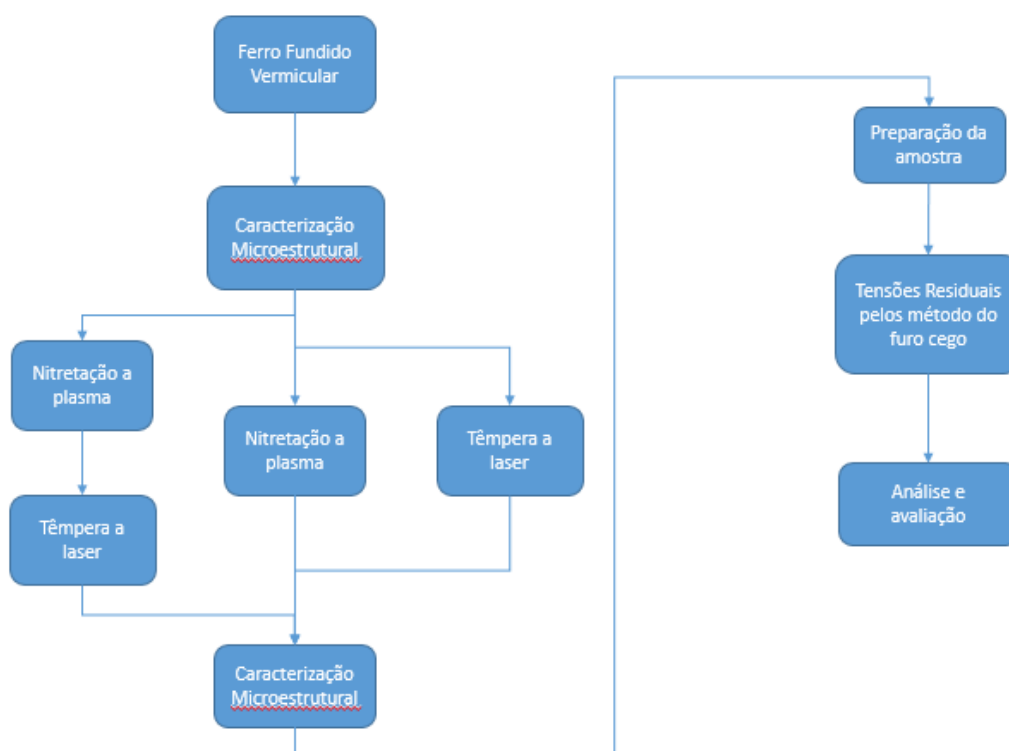 Ferro Fundido
Vermicular
Caracterização
Microestrutural
Nitretação a
plasma
Têmpera a
laser
Nitretação a
plasma
Têmpera a
laser
Caracterização
Microestrutural
Preparação da
amostra
Tensões Residuais
pelos método do
furo cego
Análise e
avaliação